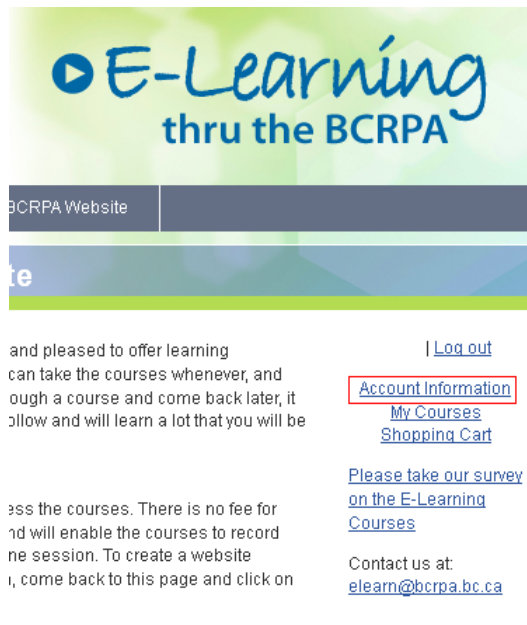 E-Learning
thru the BCRPA
BCRPA Website
te
and pleased to offer learning
can take the courses whenever, and
ough a course and come back later, it
ollow and will learn a lot that you will be
ess the courses. There is no fee for
nd will enable the courses to record
ne session. To create a website
, come back to this page and click on
| Log out
Account Information
My Courses
Shopping Cart
Please take our survey
on the E-Learning
Courses
Contact us at:
elearn@bcrpa.bc.ca